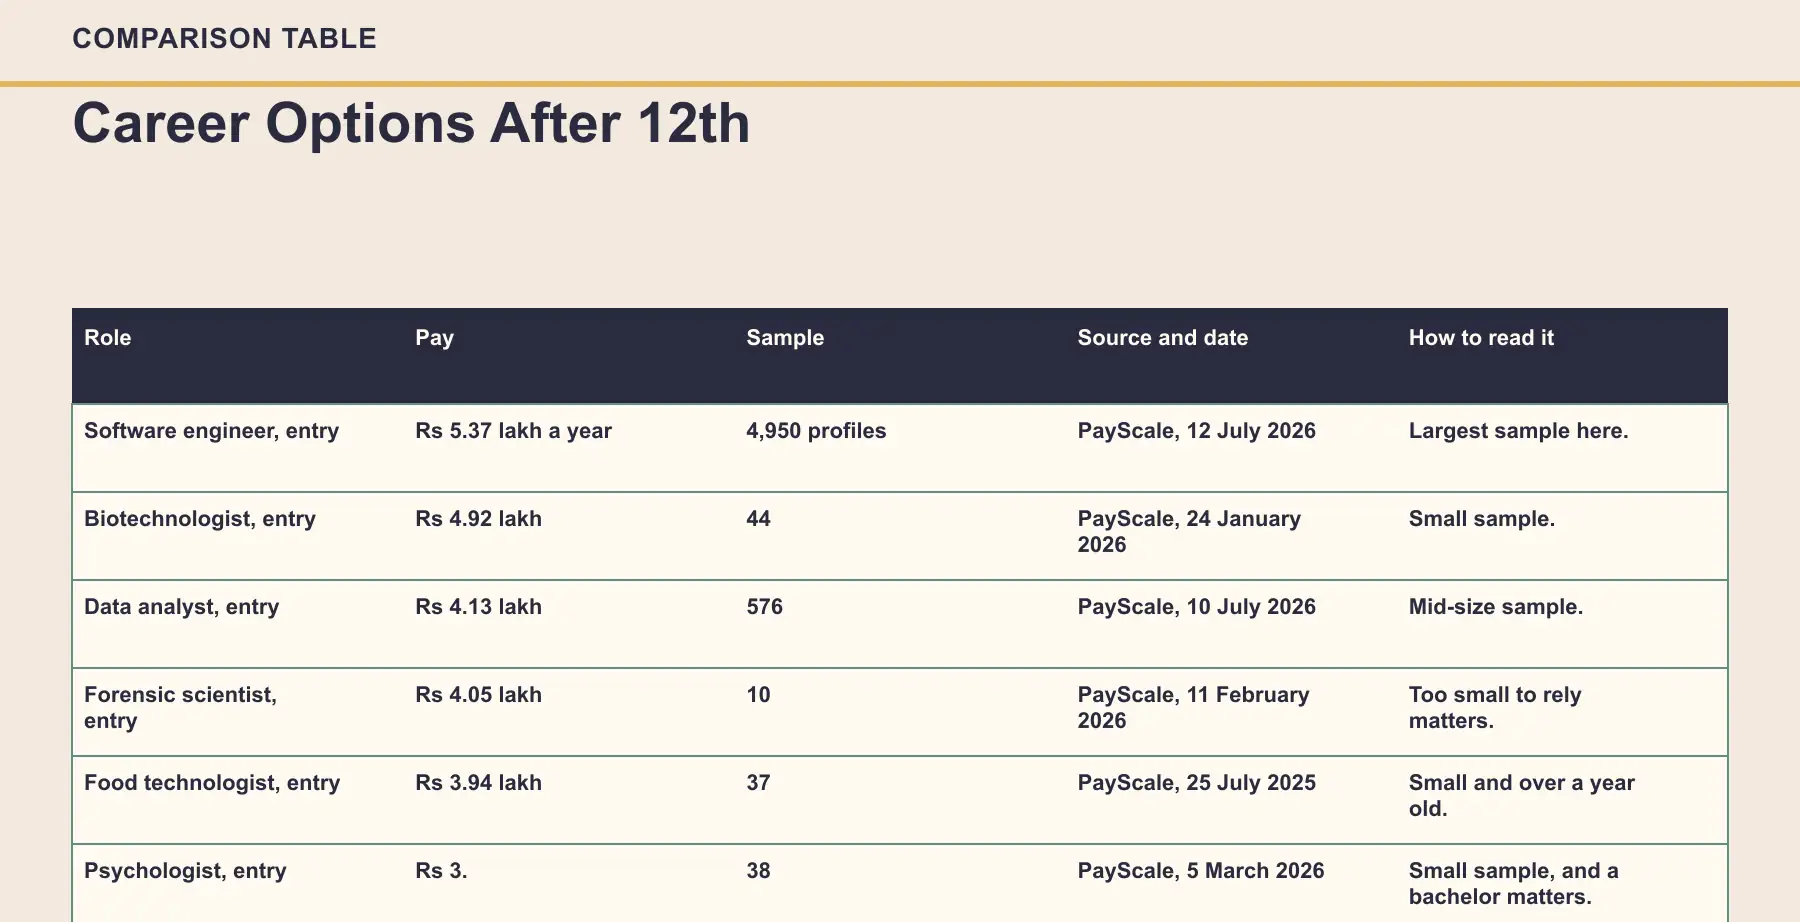 COMPARISON TABLE
Career Options After 12th
Role Pay Sample Source and date How to read it
Software engineer, entry Rs 5.37 lakh a year 4,950 profiles PayScale, 12 July 2026 Largest sample here.
Biotechnologist, entry Rs 4.92 lakh 44 PayScale, 24 January Small sample.
2026
Data analyst, entry Rs 4.13 lakh 576 PayScale, 10 July 2026 Mid-size sample.
Forensic scientist, Rs 4.05 lakh 10 PayScale, 11 February Too small to rely
entry 2026 matters.
Food technologist, entry Rs 3.94 lakh 37 PayScale, 25 July 2025 Small and over a year
old.
Psychologist, entry Rs 3. 38 PayScale, 5 March 2026 Small sample, and a
bachelor matters.